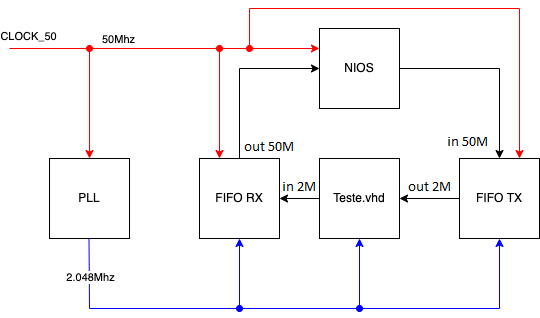 CLOCK_50
50Mhz
NIOS
out 50M
in 50M
PLL
FIFO RX
in 2M
Teste.vhd
out 2M
FIFO TX
2.048Mhz